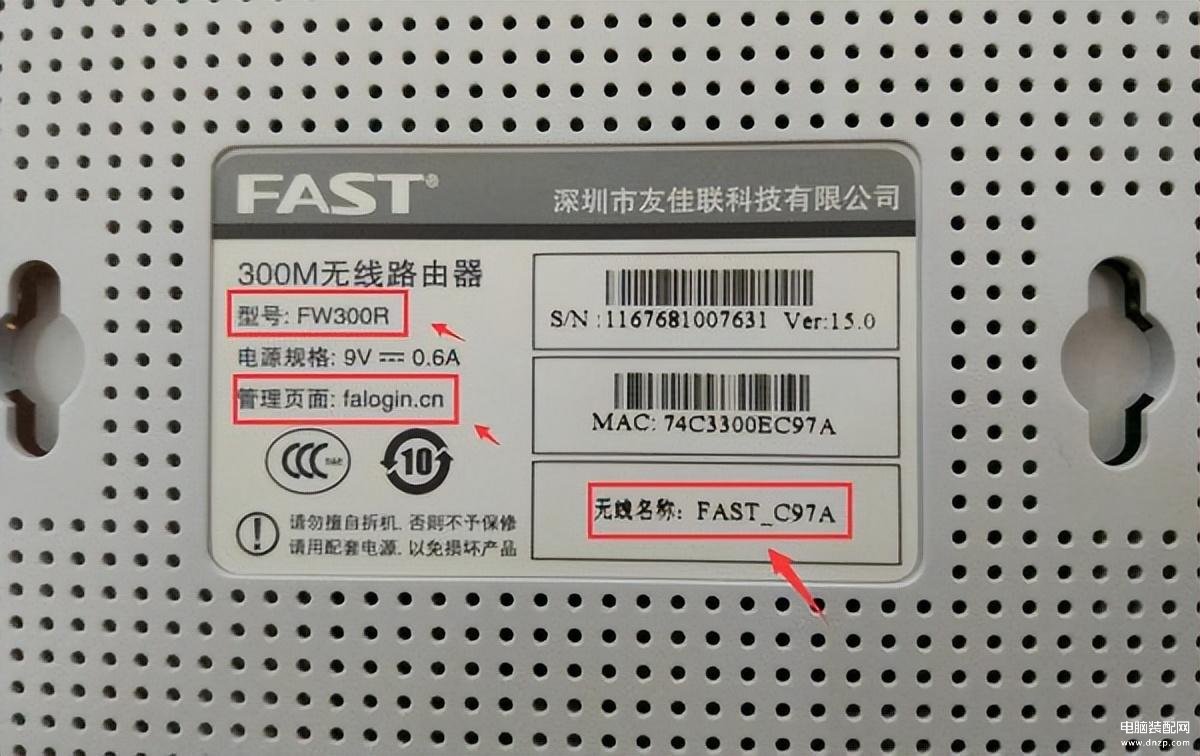 FAST®
深圳市友佳联科技有限公司
300M无线路由器
型号: FW300R
电源规格: 9V ⎓ 0.6A
管理页面: falogin.cn
CCC S&E
10
! 请勿擅自拆机. 否则不予保修
请用配套电源. 以免损坏产品
S/N :1167681007631 Ver:15.0
MAC: 74C3300EC97A
无线名称: FAST_C97A
电脑装配网
www.dnzp.com